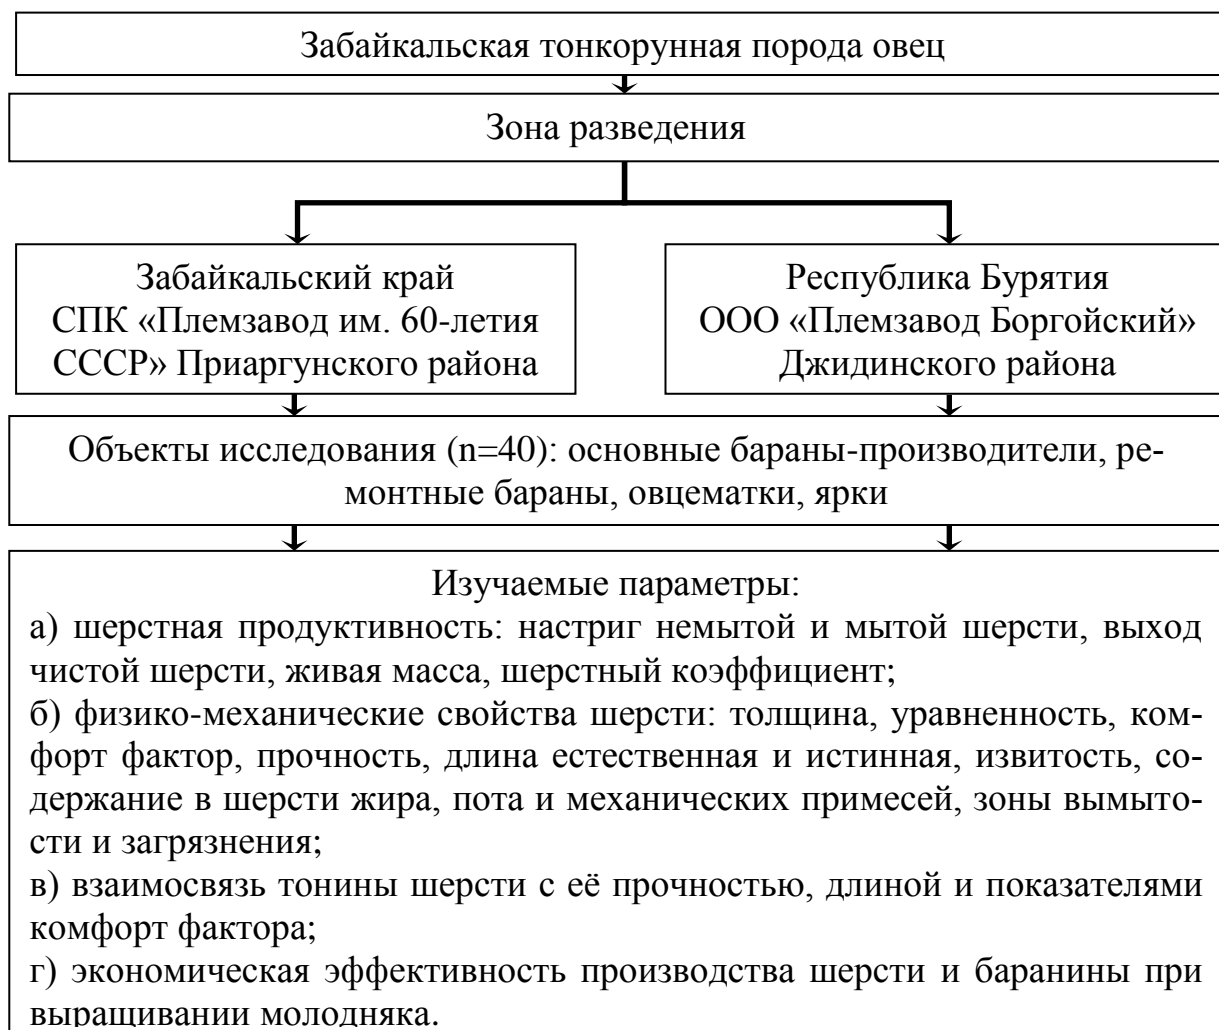 Забайкальская тонкорунная порода овец
Зона разведения
Забайкальский край
СПК «Племзавод им. 60-летия
СССР» Приаргунского района
Республика Бурятия
ООО «Племзавод Боргойский»
Джидинского района
Объекты исследования (n=40): основные бараны-производители, ре-
монтные бараны, овцематки, ярки
Изучаемые параметры:
а) шерстная продуктивность: настриг немытой и мытой шерсти, выход
чистой шерсти, живая масса, шерстный коэффициент;
б) физико-механические свойства шерсти: толщина, уравненность, ком-
форт фактор, прочность, длина естественная и истинная, извитость, со-
держание в шерсти жира, пота и механических примесей, зоны вымыто-
сти и загрязнения;
в) взаимосвязь тонины шерсти с её прочностью, длиной и показателями
комфорт фактора;
г) экономическая эффективность производства шерсти и баранины при
выращивании молодняка.